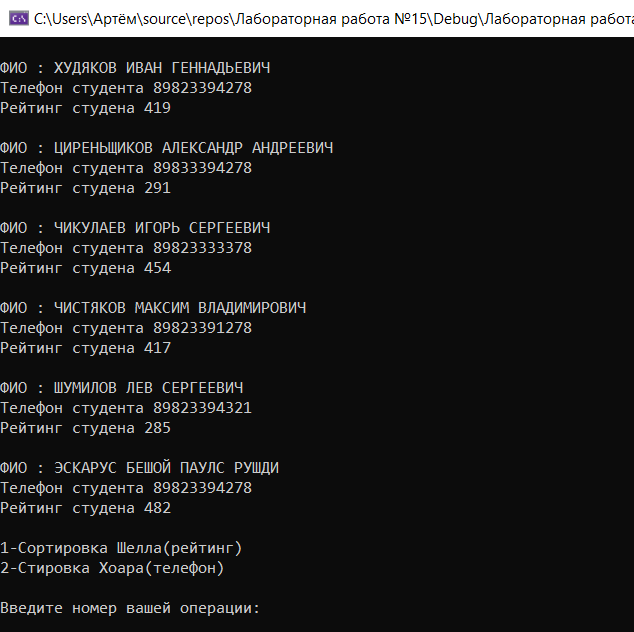 C:\Users\Артём\source\repos\Лабораторная работа №15\Debug\Лабораторная работа
ФИО : ХУДЯКОВ ИВАН ГЕННАДЬЕВИЧ
Телефон студента 89823394278
Рейтинг студена 419
ФИО : ЦИРЕНЬЩИКОВ АЛЕКСАНДР АНДРЕЕВИЧ
Телефон студента 89833394278
Рейтинг студена 291
ФИО : ЧИКУЛАЕВ ИГОРЬ СЕРГЕЕВИЧ
Телефон студента 89823333378
Рейтинг студена 454
ФИО : ЧИСТЯКОВ МАКСИМ ВЛАДИМИРОВИЧ
Телефон студента 89823391278
Рейтинг студена 417
ФИО : ШУМИЛОВ ЛЕВ СЕРГЕЕВИЧ
Телефон студента 89823394321
Рейтинг студена 285
ФИО : ЭСКАРУС БЕШОЙ ПАУЛС РУШДИ
Телефон студента 89823394278
Рейтинг студена 482
1-Сортировка Шелла(рейтинг)
2-Стировка Хоара(телефон)
Введите номер вашей операции: